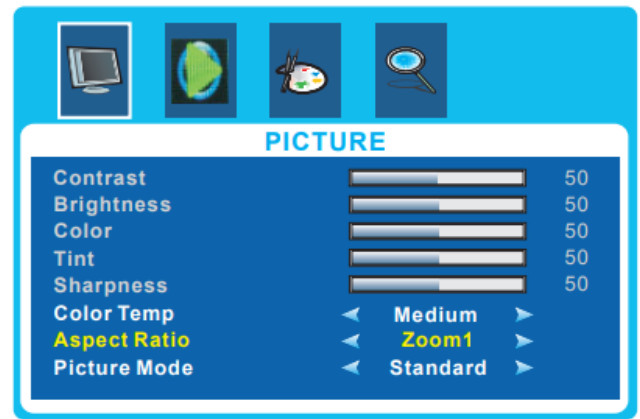 PICTURE
Contrast 50
Brightness 50
Color 50
Tint 50
Sharpness 50
Color Temp Medium
Aspect Ratio Zoom1
Picture Mode Standard